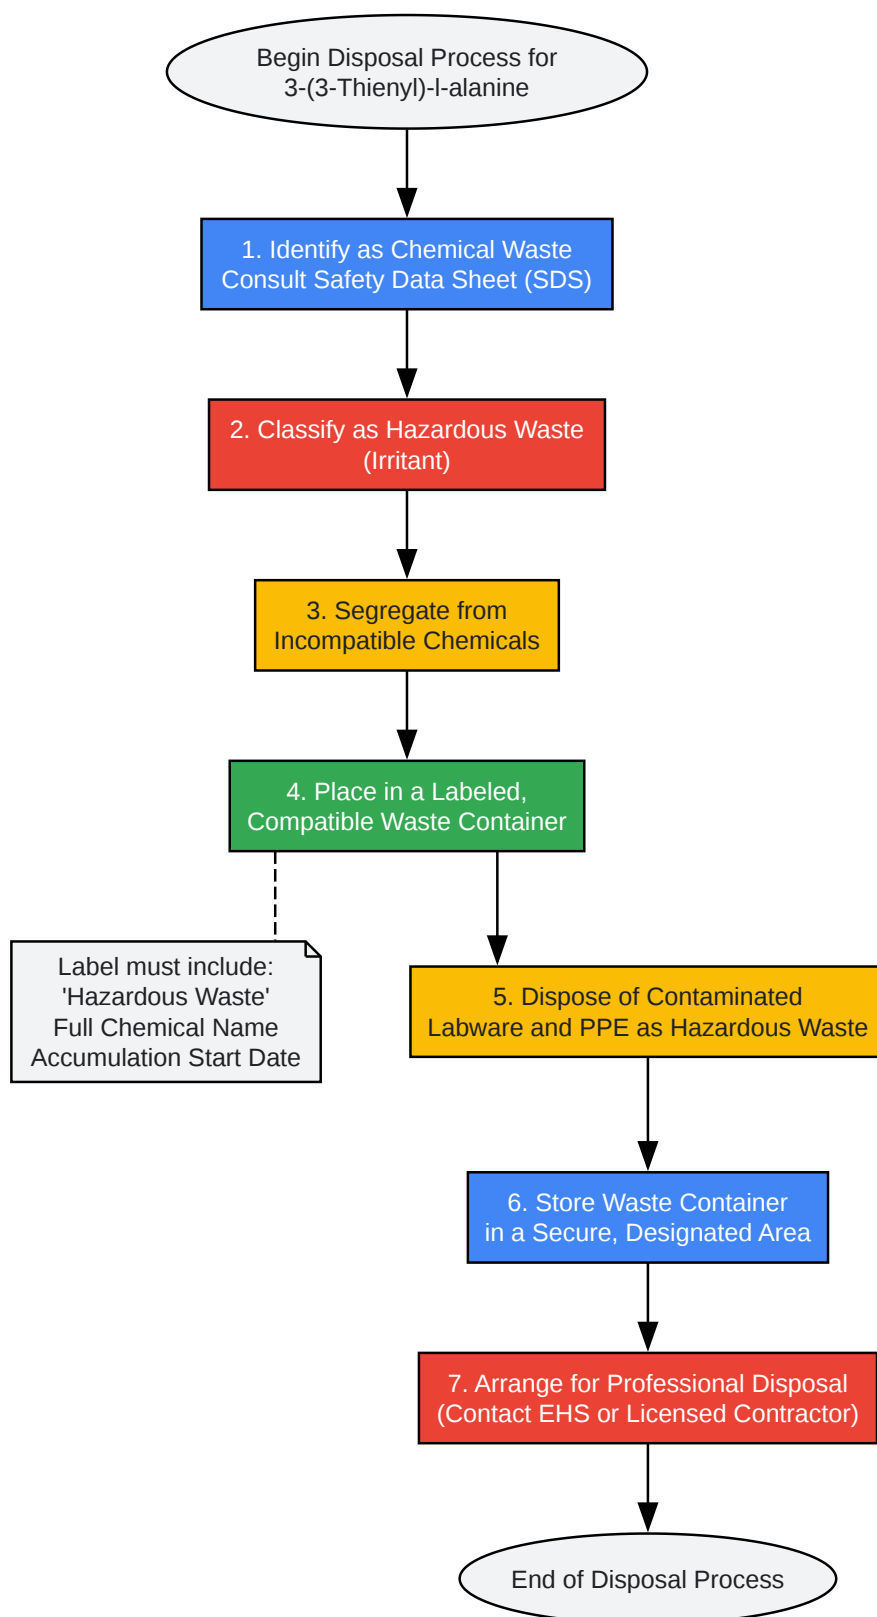 Begin Disposal Process for
3-(3-Thienyl)-l-alanine
1. Identify as Chemical Waste
Consult Safety Data Sheet (SDS)
2. Classify as Hazardous Waste
(Irritant)
3. Segregate from
Incompatible Chemicals
4. Place in a Labeled,
Compatible Waste Container
Label must include:
'Hazardous Waste'
Full Chemical Name
Accumulation Start Date
5. Dispose of Contaminated
Labware and PPE as Hazardous Waste
6. Store Waste Container
in a Secure, Designated Area
7. Arrange for Professional Disposal
(Contact EHS or Licensed Contractor)
End of Disposal Process